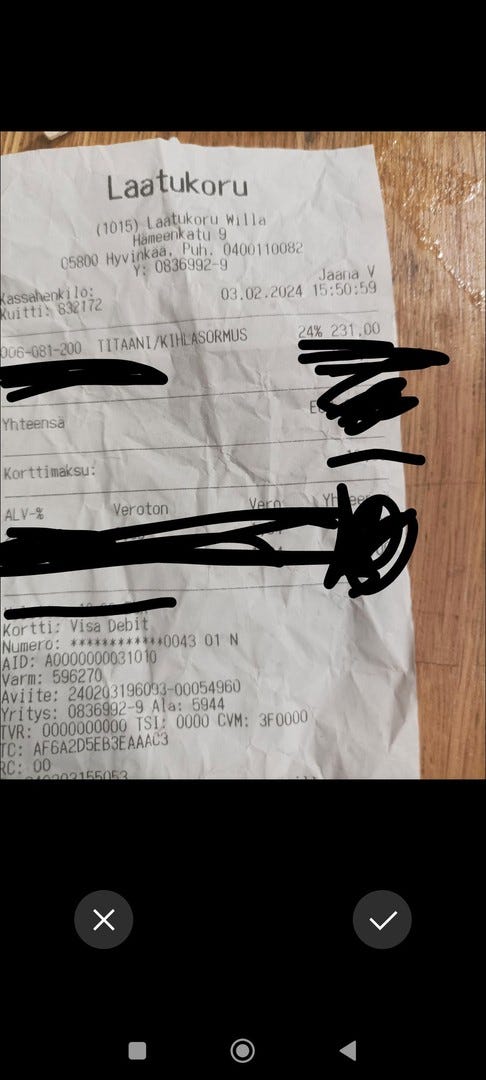 Laatukoru
(1015) Laatukoru Willa
Hämeenkatu 9
05800 Hyvinkää, Puh. 0400110082
Y: 0836992-9
Kassahenkilo: Jaana V
Kuitti: 832172 03.02.2024 15:50:59
006-081-200 TITAANI/KIHLASORMUS 24% 231,00
Yhteensä
Korttimaksu:
ALV-% Veroton Vero
Kortti: Visa Debit
Numero: ************0043 01 N
AID: A0000000031010
Varm: 596270
Aviite: 240203196093-00054960
Yritys: 0836992-9 Ala: 5944
TVR: 0000000000 TSI: 0000 CVM: 3F0000
TC: AF6A2D5EB3EAAAC3
RC: 00